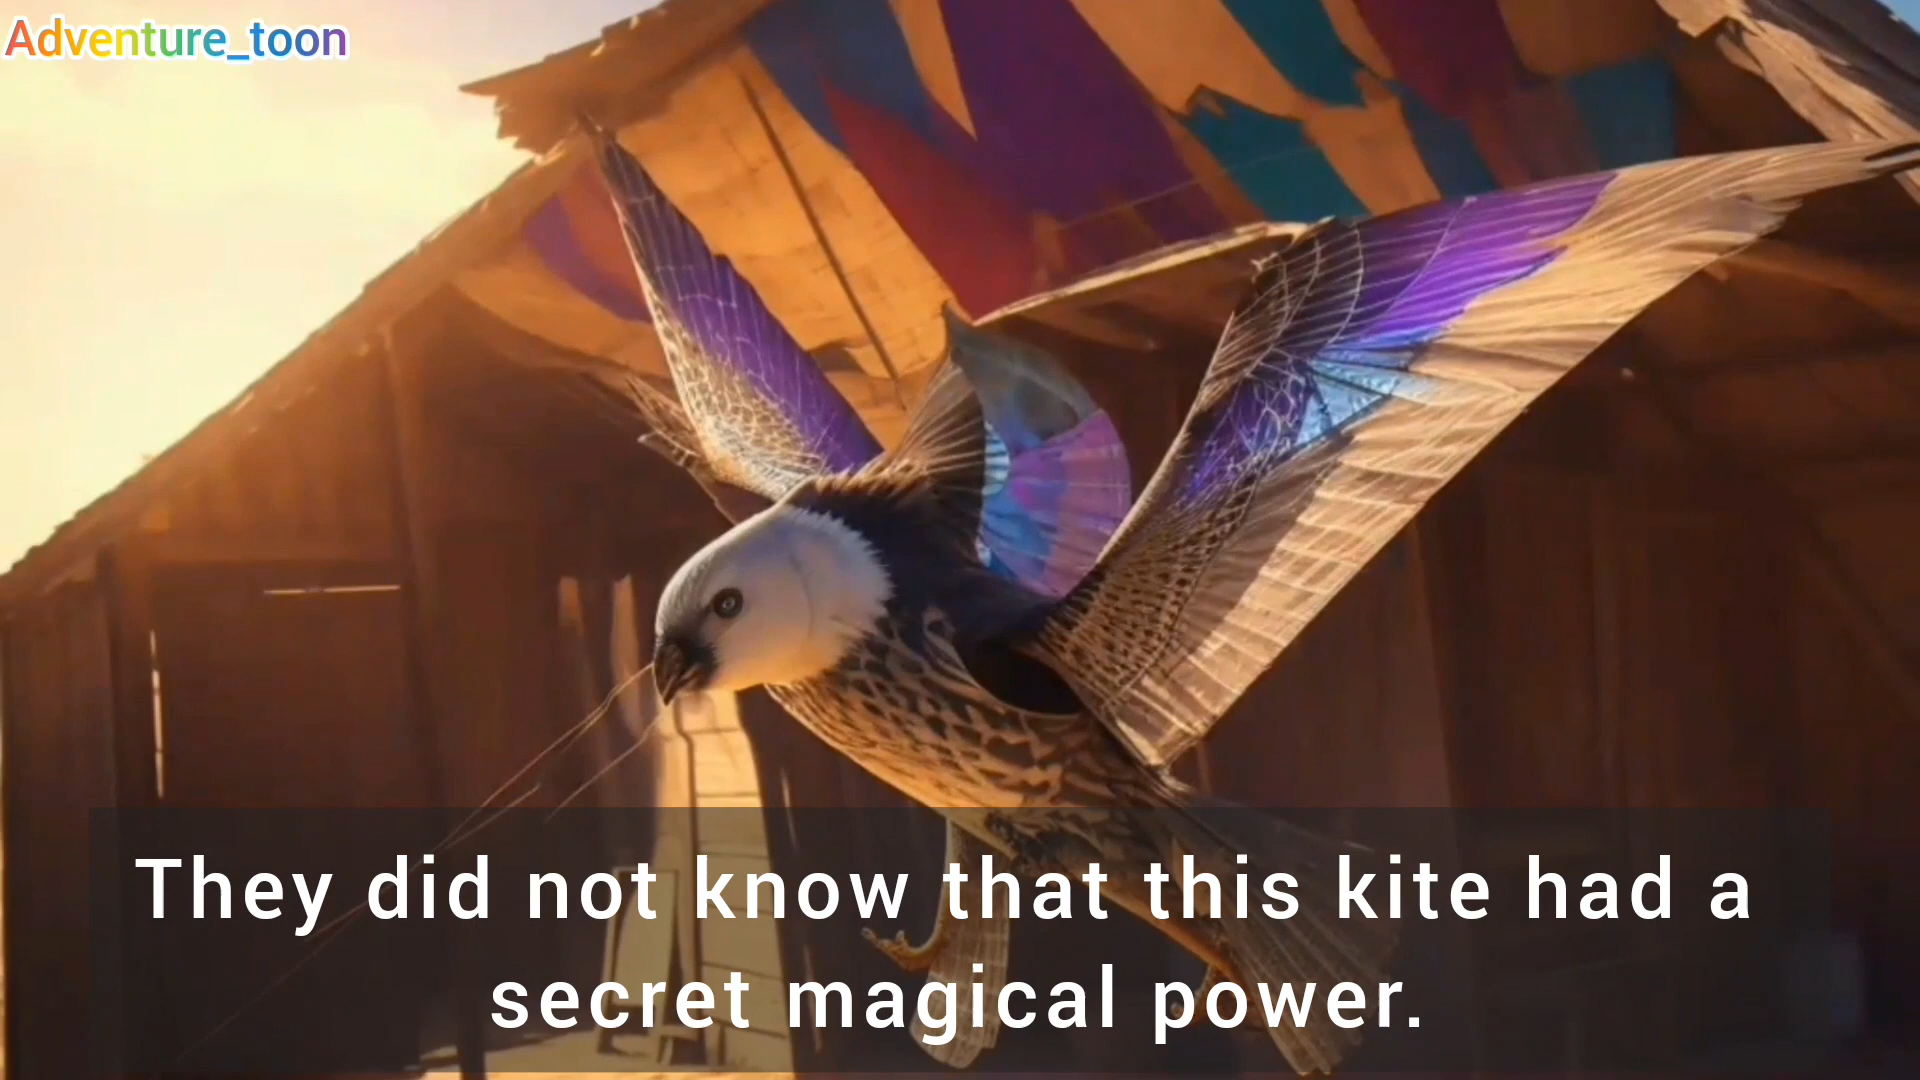 Adventure_toon
They did not know that this kite had a
secret magical power.